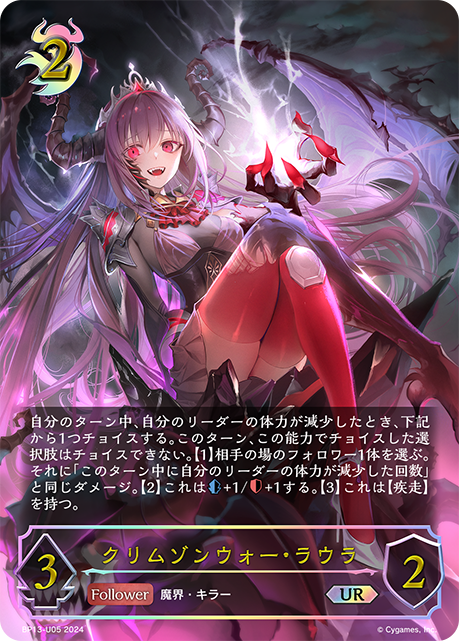 2
自分のターン中、自分のリーダーの体力が減少したとき、下記
から1つチョイスする。このターン、この能力でチョイスした選
択肢はチョイスできない。【1】相手の場のフォロワー1体を選ぶ。
それに「このターン中に自分のリーダーの体力が減少した回数」
と同じダメージ。【2】これは+1/+1する。【3】これは【疾走】
を持つ。
クリムゾンウォー・ラウラ
3
Follower 魔界・キラー
UR
2
BP13-U05 2024
© Cygames, Inc.